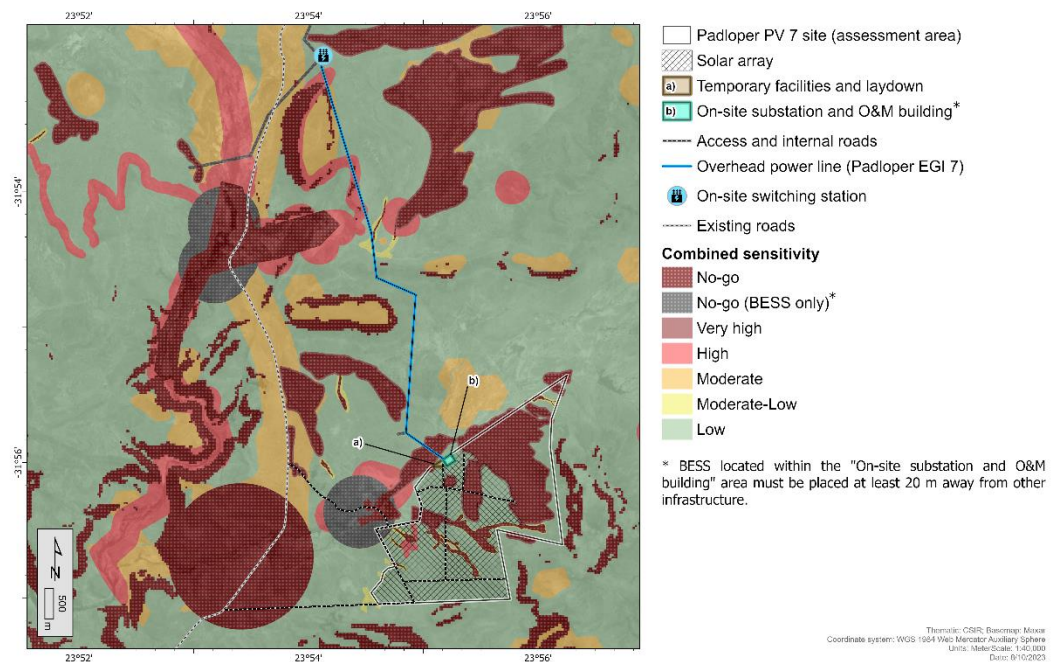 23°52'
23°54'
23°56'
-31°54'
-31°56'
a)
b)
N
500
m
23°52'
23°54'
23°56'
Padloper PV 7 site (assessment area)
Solar array
a) Temporary facilities and laydown
b) On-site substation and O&M building*
Access and internal roads
Overhead power line (Padloper EGI 7)
On-site switching station
Existing roads
Combined sensitivity
No-go
No-go (BESS only)*
Very high
High
Moderate
Moderate-Low
Low
* BESS located within the "On-site substation and O&M
building" area must be placed at least 20 m away from other
infrastructure.
Thematic: CSIR; Basemap: Maxar
Coordinate system: WGS 1984 Web Mercator Auxiliary Sphere
Units: MeterScale: 1:40,000
Date: 8/10/2023